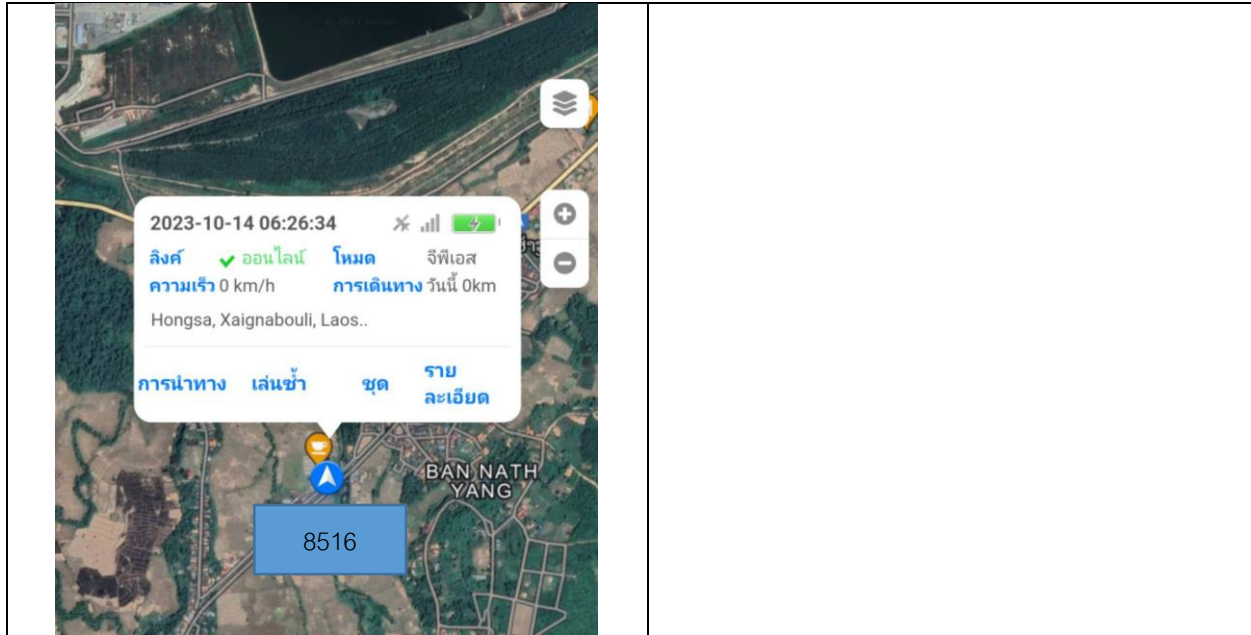 2023-10-14 06:26:34
ลิงค์ ออนไลน์ โหมด จีพีเอส
ความเร็ว 0 km/h การเดินทาง วันนี้ 0km
Hongsa, Xaignabouli, Laos..
การนำทาง เล่นซ้ำ ชุด ราย
ละเอียด
BAN NATH
YANG
8516